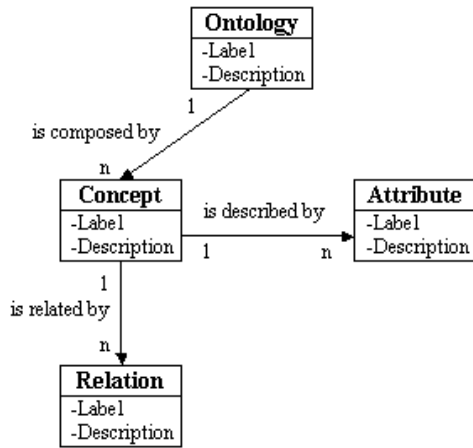 Ontology
-Label
-Description
1
is composed by
n
Concept
-Label
-Description
is described by
1
n
Attribute
-Label
-Description
1
is related by
n
Relation
-Label
-Description